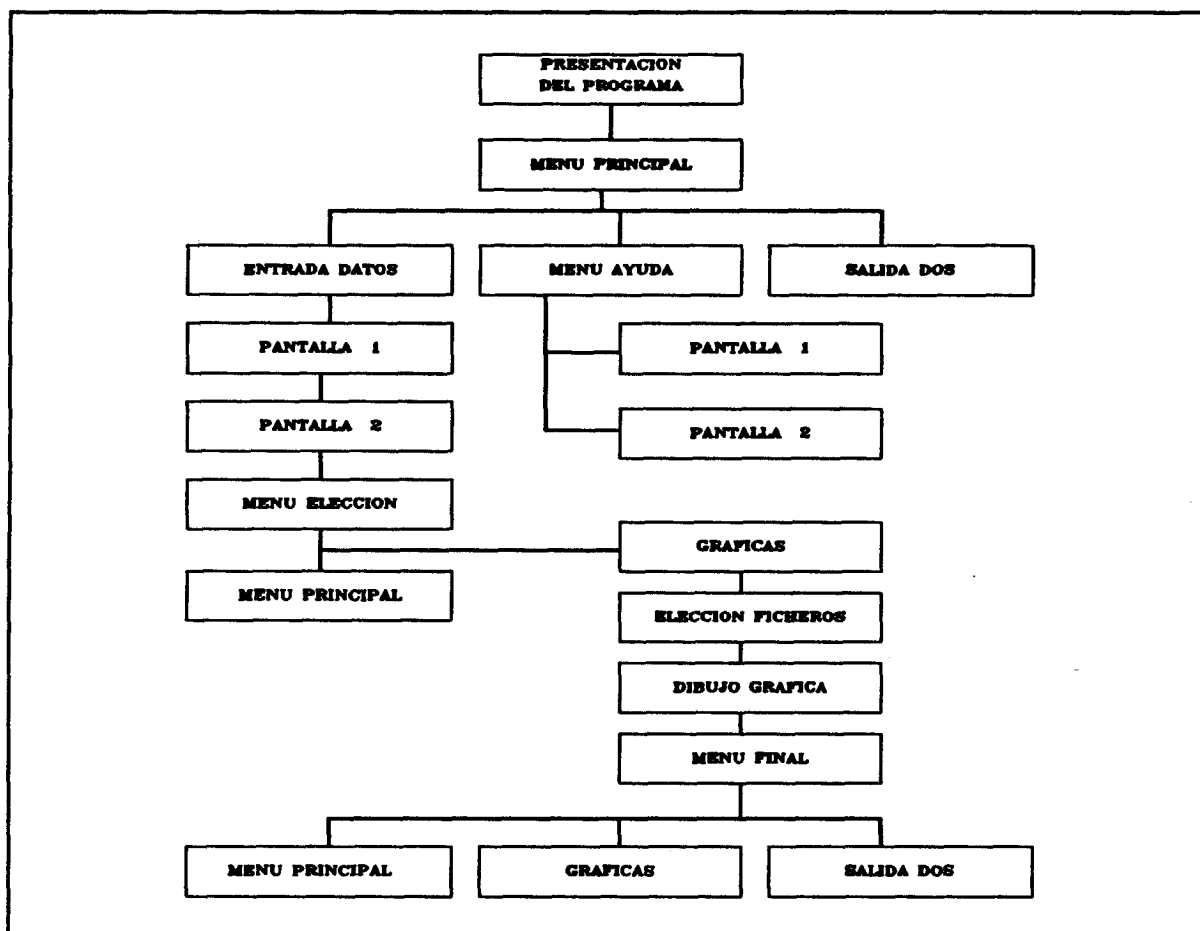 PRESENTACION
DEL PROGRAMA
MENU PRINCIPAL
ENTRADA DATOS
MENU AYUDA
SALIDA DOS
PANTALLA 1
PANTALLA 1
PANTALLA 2
PANTALLA 2
MENU ELECCION
GRAFICAS
MENU PRINCIPAL
ELECCION FICHEROS
DIBUJO GRAFICA
MENU FINAL
MENU PRINCIPAL
GRAFICAS
SALIDA DOS